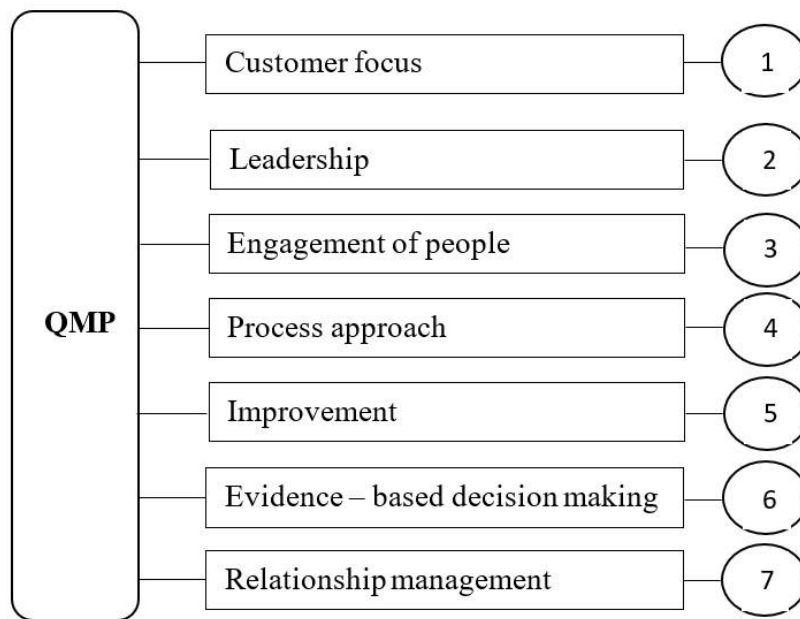 Customer focus 1
Leadership 2
Engagement of people 3
QMP
Process approach 4
Improvement 5
Evidence – based decision making 6
Relationship management 7